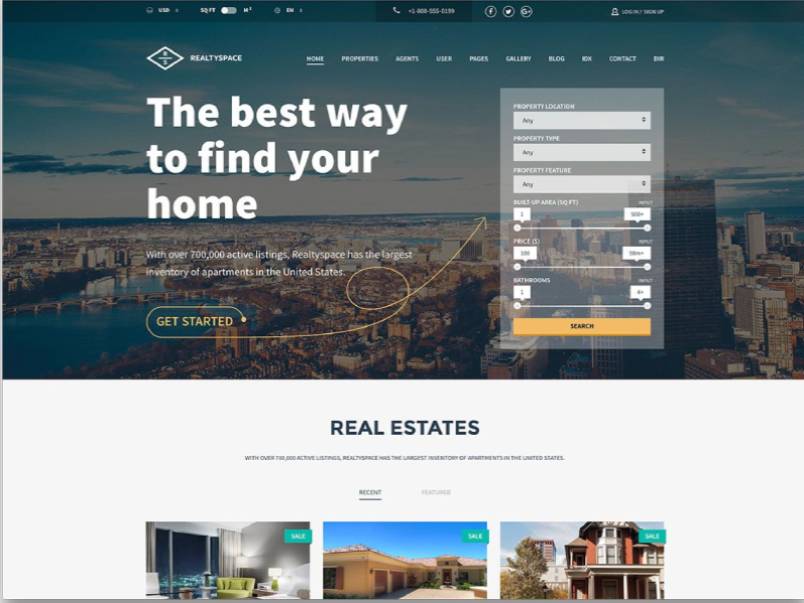 USD
SQ FT M²
EN
+1-888-555-0199
LOG IN / SIGN UP
R S
REALTYSPACE
HOME PROPERTIES AGENTS USER PAGES GALLERY BLOG IDX CONTACT
The best way
to find your
home
With over 700,000 active listings, Realtyspace has the largest
inventory of apartments in the United States.
GET STARTED
PROPERTY LOCATION
Any
PROPERTY TYPE
Any
PROPERTY FEATURE
Any
BUILT-UP AREA (SQ FT) INPUT
1 500+
PRICE ($) INPUT
100
BATHROOMS INPUT
1 4+
SEARCH
REAL ESTATES
WITH OVER 700,000 ACTIVE LISTINGS, REALTYSPACE HAS THE LARGEST INVENTORY OF APARTMENTS IN THE UNITED STATES.
RECENT FEATURED
SALE SALE SALE